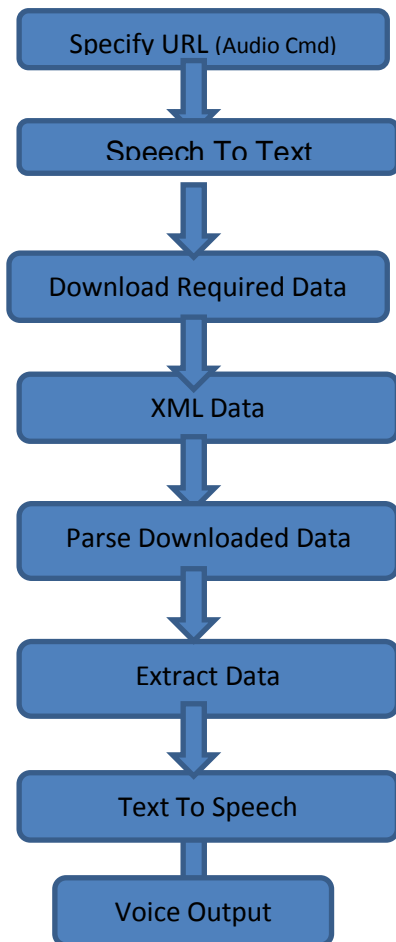 Specify URL (Audio Cmd)
Speech To Text
Download Required Data
XML Data
Parse Downloaded Data
Extract Data
Text To Speech
Voice Output